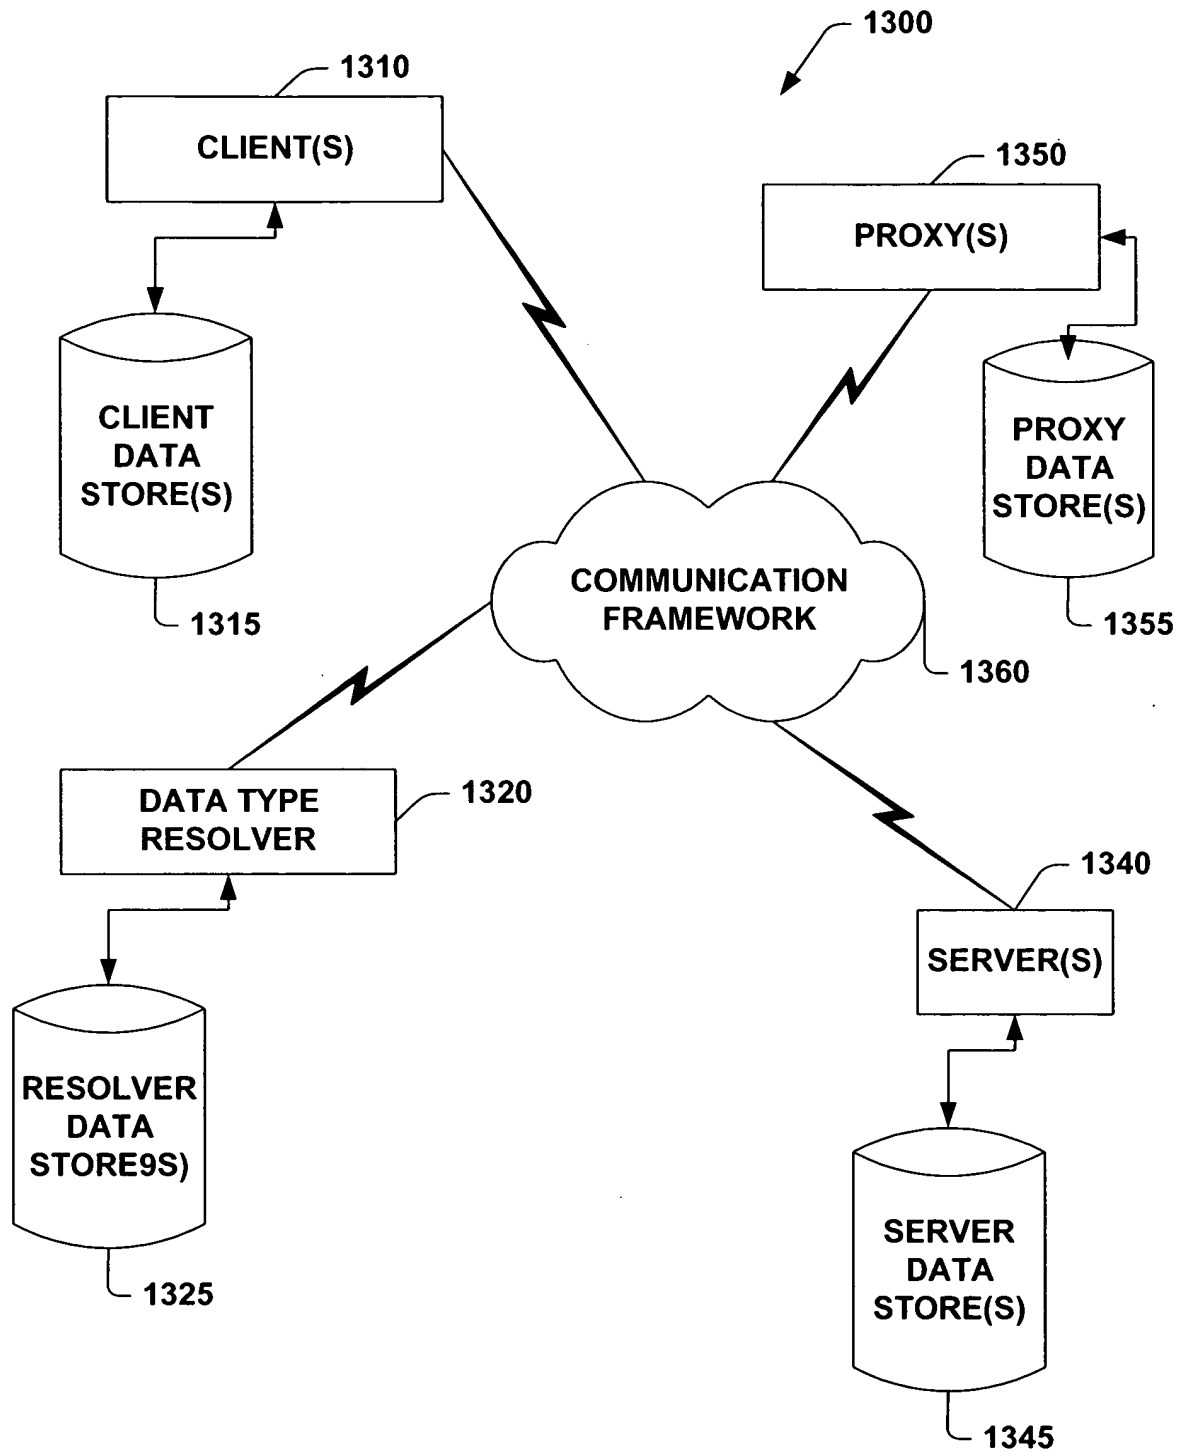 1300
1310
CLIENT(S)
1350
PROXY(S)
CLIENT
DATA
STORE(S)
1315
PROXY
DATA
STORE(S)
1355
COMMUNICATION
FRAMEWORK
1360
DATA TYPE
RESOLVER
1320
1340
SERVER(S)
RESOLVER
DATA
STORE9S)
1325
SERVER
DATA
STORE(S)
1345